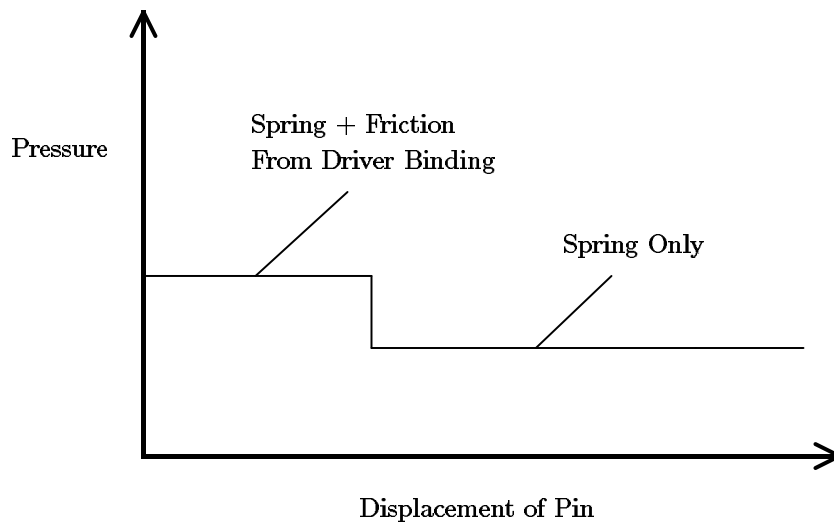 Spring + Friction
From Driver Binding
Pressure
Spring Only
Displacement of Pin